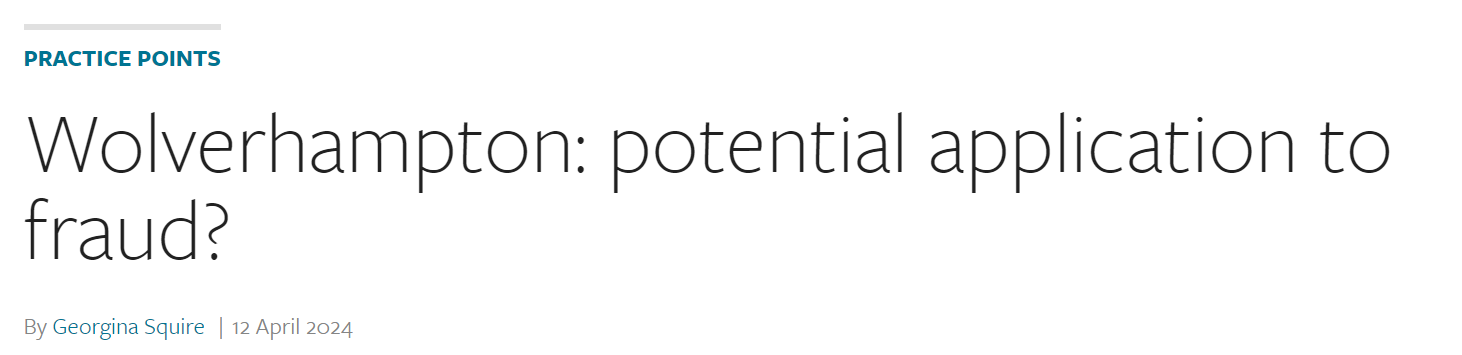 PRACTICE POINTS
Wolverhampton: potential application to
fraud?
By Georgina Squire | 12 April 2024